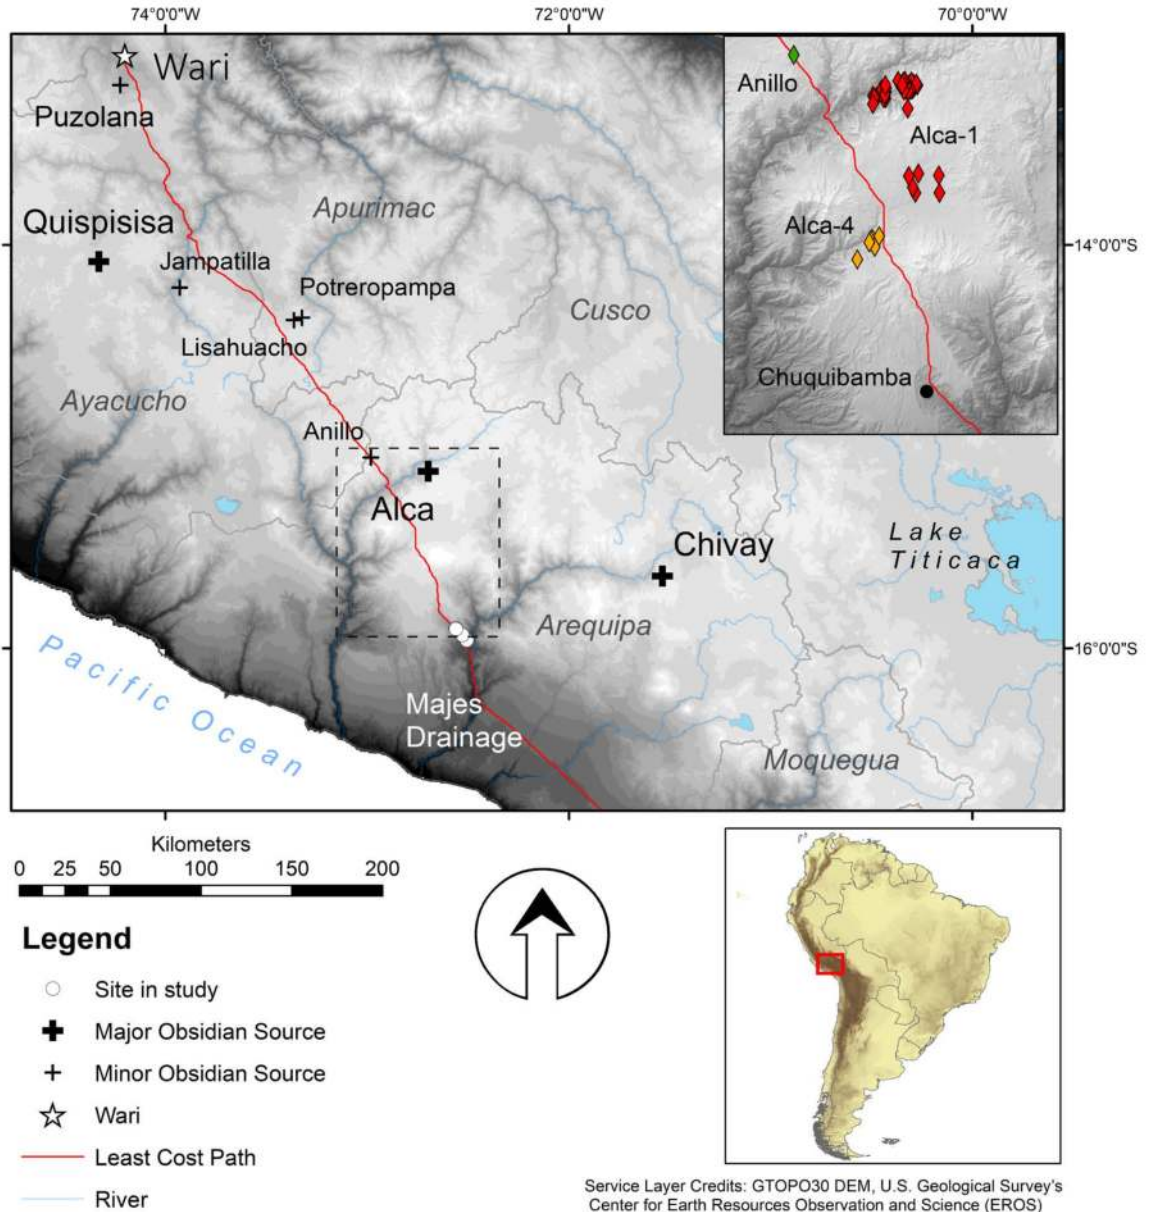 74°0'0"W
72°0'0"W
70°0'0"W
Wari
Puzolana
Anillo
Alca-1
Alca-4
Chuquibamba
14°0'0"S
Quispisisa
Apurimac
Jampatilla
Potreropampa
Cusco
Lisahuacho
Ayacucho
Anillo
Alca
Chivay
Lake
Titicaca
Arequipa
16°0'0"S
Pacific Ocean
Majes
Drainage
Moquegua
Kilometers
0 25 50 100 150 200
Legend
Site in study
Major Obsidian Source
Minor Obsidian Source
Wari
Least Cost Path
River
Service Layer Credits: GTOPO30 DEM, U.S. Geological Survey's
Center for Earth Resources Observation and Science (EROS)